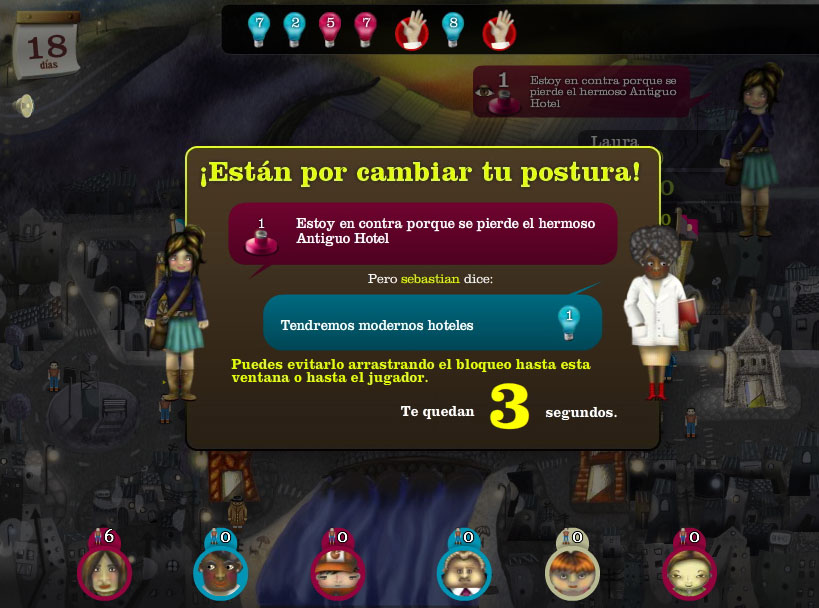 18
días
7 2 5 7 8
1
Estoy en contra porque se
pierde el hermoso Antiguo
Hotel
Laura
0
0
¡Están por cambiar tu postura!
1
Estoy en contra porque se pierde el hermoso
Antiguo Hotel
Pero sebastian dice:
Tendremos modernos hoteles
1
Puedes evitarlo arrastrando el bloqueo hasta esta
ventana o hasta el jugador.
Te quedan 3 segundos.
6 0 0 0 0 0